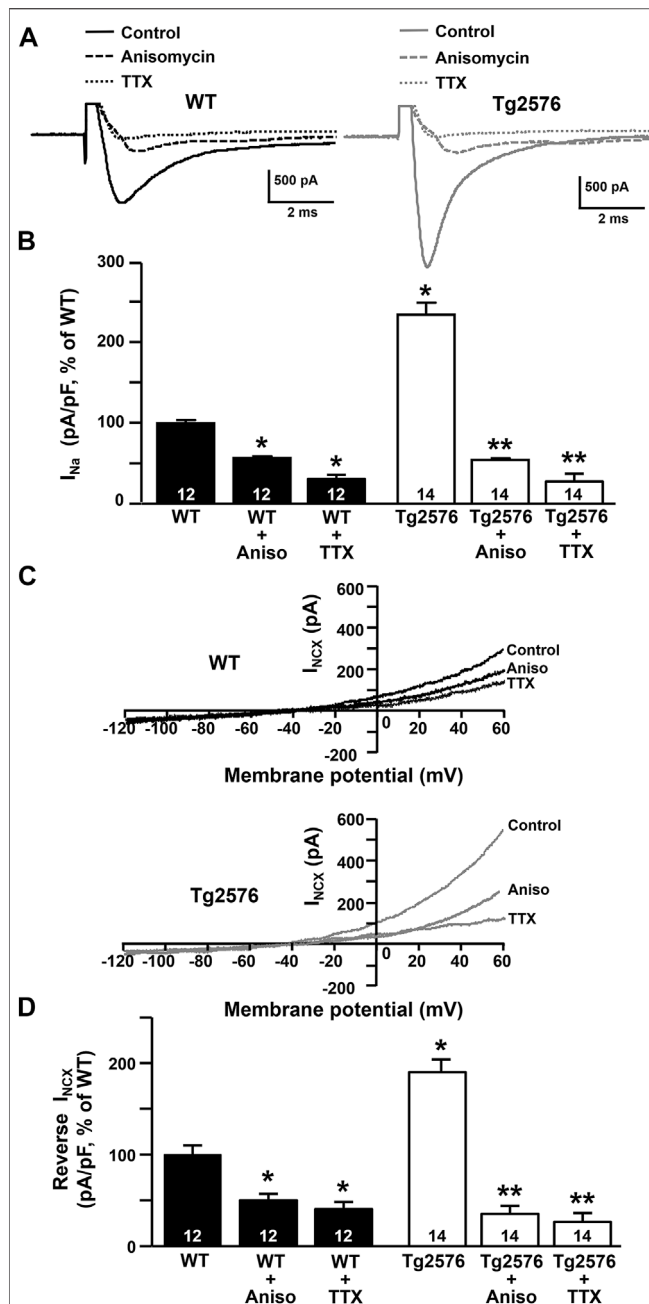 A
Control
Anisomycin
TTX
WT
500 pA
2 ms
Control
Anisomycin
TTX
Tg2576
500 pA
2 ms
B
I_Na (pA/pF, % of WT)
300
200
100
0
12
12
12
14
14
14
*
*
*
**
**
WT
WT + Aniso
WT + TTX
Tg2576
Tg2576 + Aniso
Tg2576 + TTX
C
WT
I_NCX (pA)
600
400
200
-200
Control
Aniso
TTX
-120 -100 -80 -60 -40 -20 0 20 40 60
Membrane potential (mV)
Tg2576
I_NCX (pA)
600
400
200
-200
Control
Aniso
TTX
-120 -100 -80 -60 -40 -20 0 20 40 60
Membrane potential (mV)
D
Reverse I_NCX
(pA/pF, % of WT)
200
100
0
12
12
12
14
14
14
*
*
*
**
**
WT
WT + Aniso
WT + TTX
Tg2576
Tg2576 + Aniso
Tg2576 + TTX